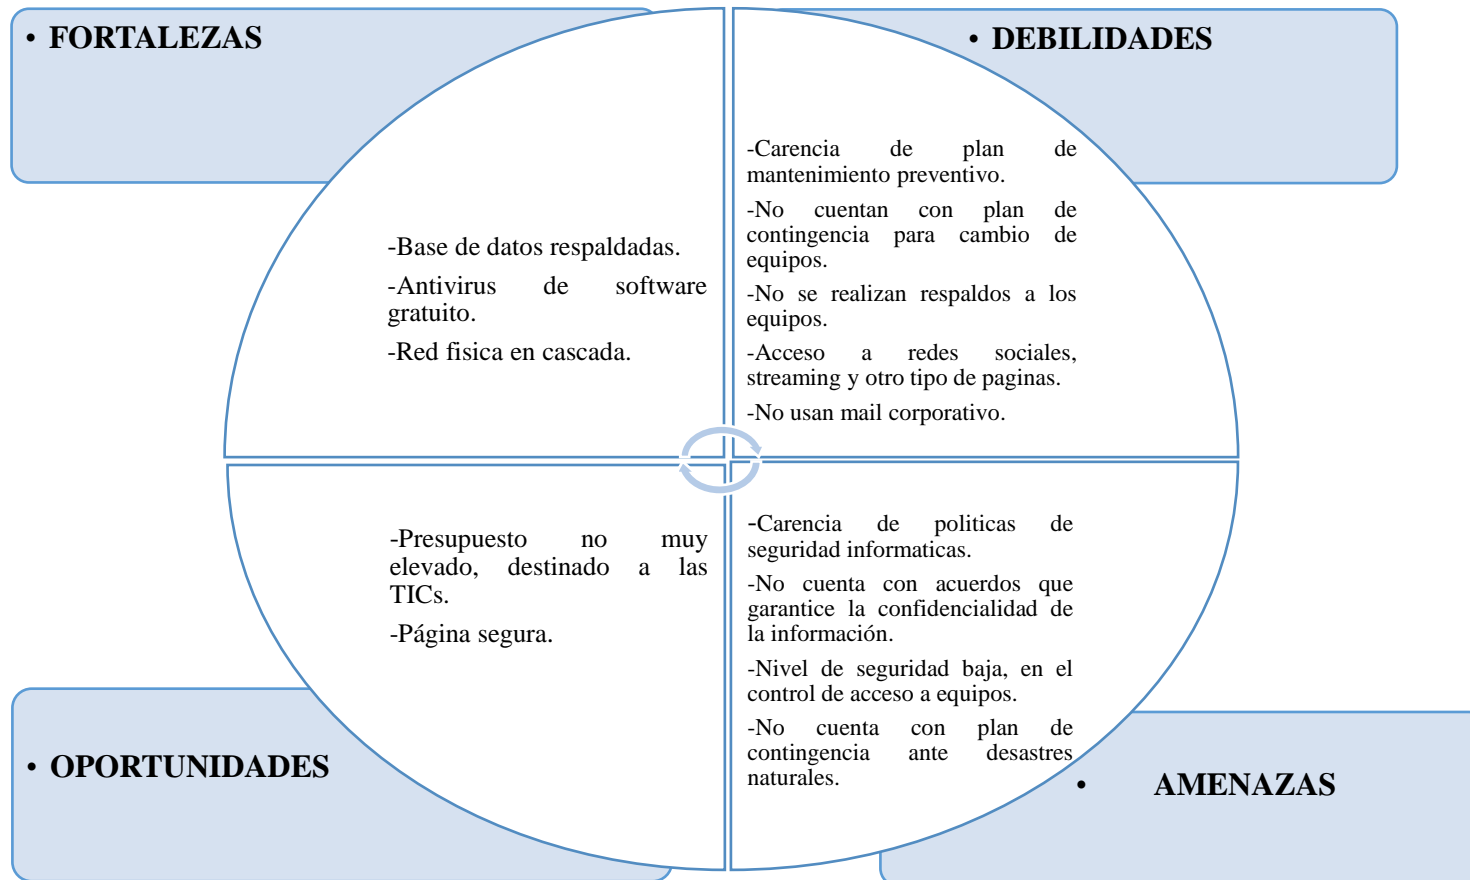 • FORTALEZAS
-Base de datos respaldadas.
-Antivirus de software
gratuito.
-Red fisica en cascada.
• DEBILIDADES
-Carencia de plan de
mantenimiento preventivo.
-No cuentan con plan de
contingencia para cambio de
equipos.
-No se realizan respaldos a los
equipos.
-Acceso a redes sociales,
streaming y otro tipo de paginas.
-No usan mail corporativo.
-Presupuesto no muy
elevado, destinado a las
TICs.
-Página segura.
• OPORTUNIDADES
-Carencia de politicas de
seguridad informaticas.
-No cuenta con acuerdos que
garantice la confidencialidad de
la información.
-Nivel de seguridad baja, en el
control de acceso a equipos.
-No cuenta con plan de
contingencia ante desastres
naturales.
• AMENAZAS